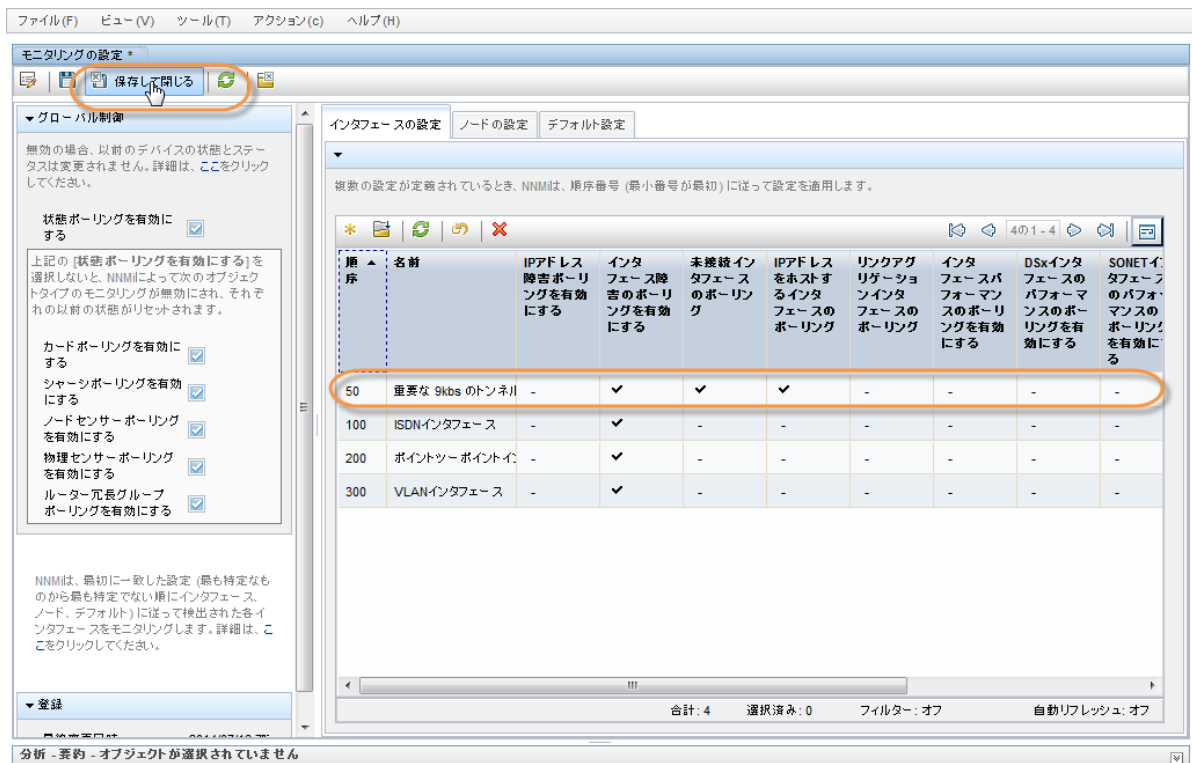 ファイル(F) ビュー(V) ツール(T) アクション(c) ヘルプ(H)
モニタリングの設定 *
保存して閉じる
▼グローバル制御
無効の場合、以前のデバイスの状態とステー
タスは変更されません。詳細は、ここをクリック
してください。
状態ポーリングを有効に
する
上記の [状態ポーリングを有効にする]を
選択しないと、NNMiによって次のオブジェク
トタイプのモニタリングが無効にされ、それぞ
れの以前の状態がリセットされます。
カードポーリングを有効に
する
シャーシポーリングを有効
にする
ノードセンサーポーリング
を有効にする
物理センサーポーリング
を有効にする
ルーター冗長グループ
ポーリングを有効にする
NNMiは、最初に一致した設定 (最も特定なも
のから最も特定でない順にインタフェース、
ノード、デフォルト) に従って検出された各イ
ンタフェースをモニタリングします。詳細は、こ
こをクリックしてください。
▼登録
インタフェースの設定 ノードの設定 デフォルト設定
複数の設定が定義されているとき、NNMiは、順序番号 (最小番号が最初) に従って設定を適用します。
4の1 - 4
順序 名前 IPアドレス障害ポーリングを有効にする インタフェース障害のポーリングを有効にする 未接続インタフェースのポーリング IPアドレスをホストするインタフェースのポーリング リンクアグリゲーションインタフェースのポーリング インタフェースパフォーマンスのポーリングを有効にする DSxインタフェースのパフォーマンスのポーリングを有効にする SONETイ
50 重要な 9kbs のトンネル - ✔ ✔ ✔ - - - -
100 ISDNインタフェース - ✔ - - - - - -
200 ポイントツーポイントイ - ✔ - - - - - -
300 VLANインタフェース - ✔ - - - - - -
合計: 4 選択済み: 0 フィルター: オフ 自動リフレッシュ: オフ
分析 - 要約 - オブジェクトが選択されていません